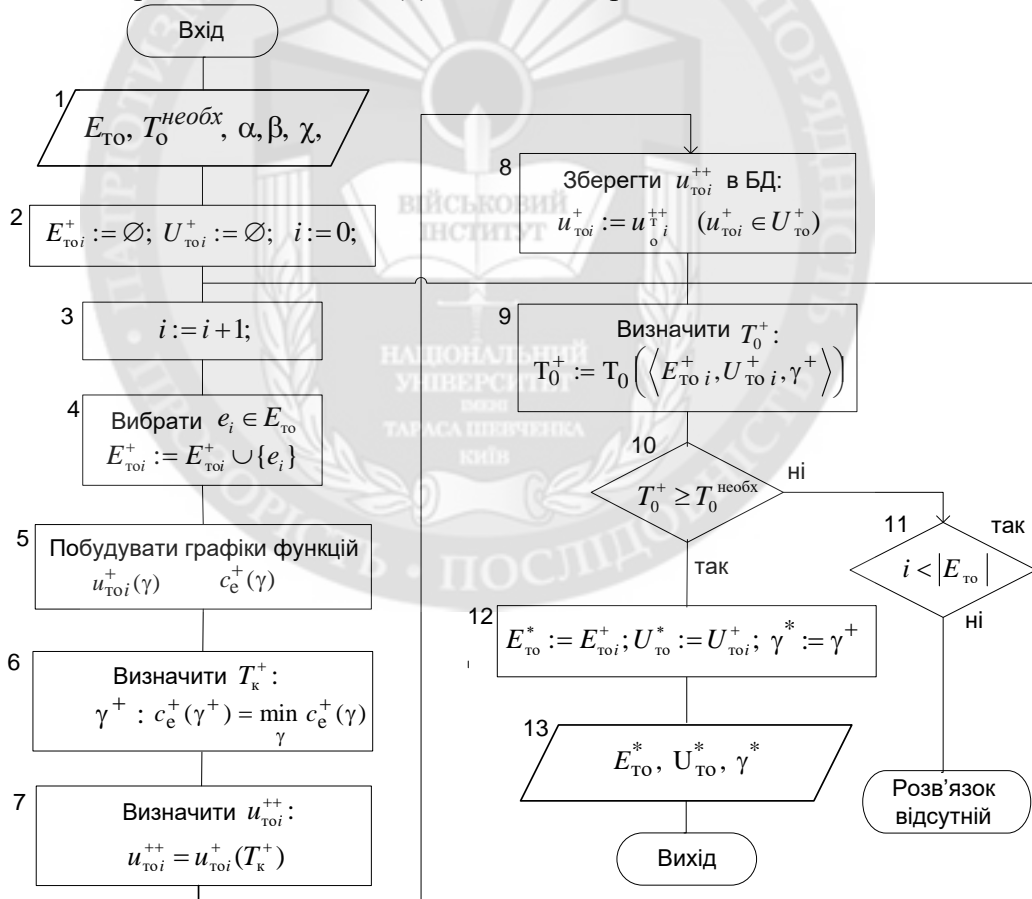 Вхід
1
E_то, T_о^необх, α,β, χ,
2
E_тоi^+ := ∅; U_тоi^+ := ∅; i := 0;
3
i := i + 1;
4
Вибрати e_i ∈ E_то
E_тоi^+ := E_тоi^+ ∪ {e_i}
5
Побудувати графіки функцій
u_тоi^+(γ) c_e^+(γ)
6
Визначити T_к^+ :
γ^+ : c_e^+(γ^+) = min_γ c_e^+(γ)
7
Визначити u_тоi^++ :
u_тоi^++ = u_тоi^+(T_к^+)
8
Зберегти u_тоi^++ в БД:
u_тоi^+ := u_тоi^++ (u_тоi^+ ∈ U_то^+)
9
Визначити T_0^+ :
T_0^+ := T_0(⟨E_то i^+, U_то i^+, γ^+⟩)
10
T_0^+ ≥ T_0^необх
ні
так
11
i < |E_то|
так
ні
12
E_то^* := E_тоi^+; U_то^* := U_тоi^+; γ^* := γ^+
13
E_то^*, U_то^*, γ^*
Вихід
Розв’язок
відсутній
ВІЙСЬКОВИЙ
ІНСТИТУТ
НАЦІОНАЛЬНИЙ
УНІВЕРСИТЕТ
ІМЕНІ
ТАРАСА ШЕВЧЕНКА
КИЇВ